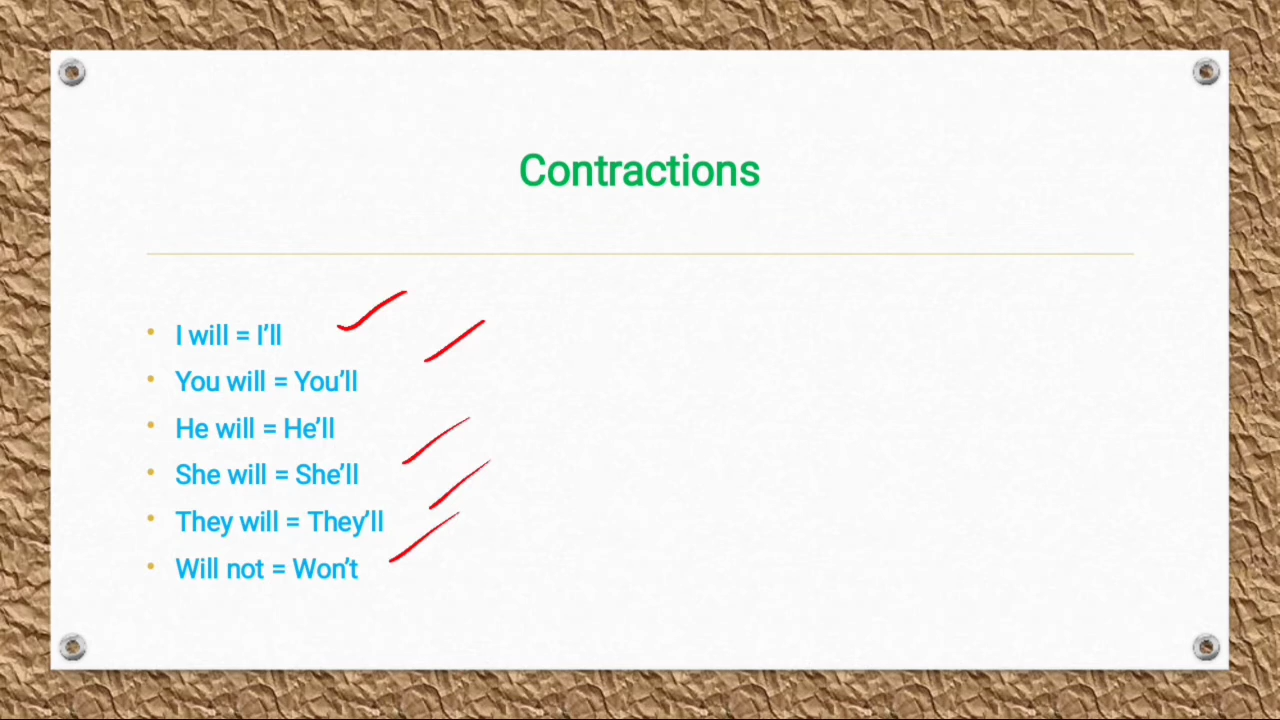 Contractions
• I will = I’ll
• You will = You’ll
• He will = He’ll
• She will = She’ll
• They will = They’ll
• Will not = Won’t